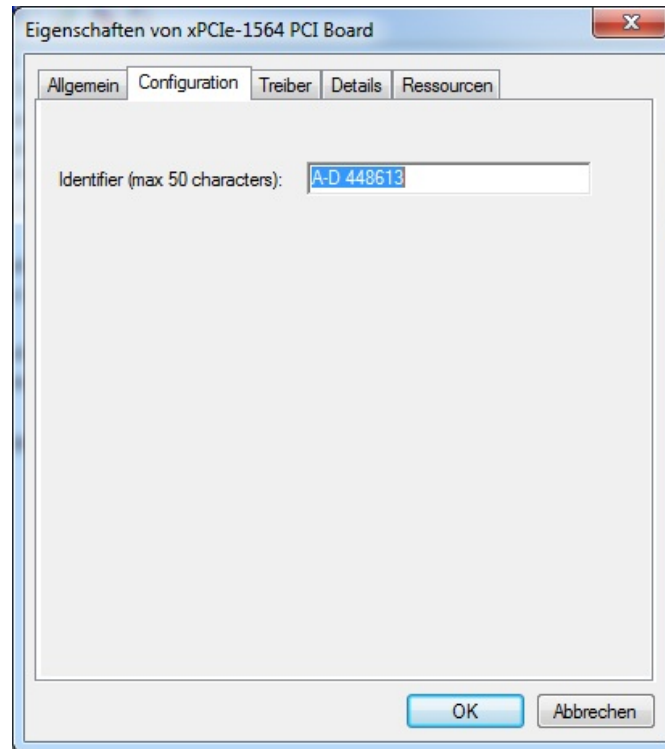 Eigenschaften von xPCIe-1564 PCI Board
Allgemein Configuration Treiber Details Ressourcen
Identifier (max 50 characters): A-D 448613
OK Abbrechen